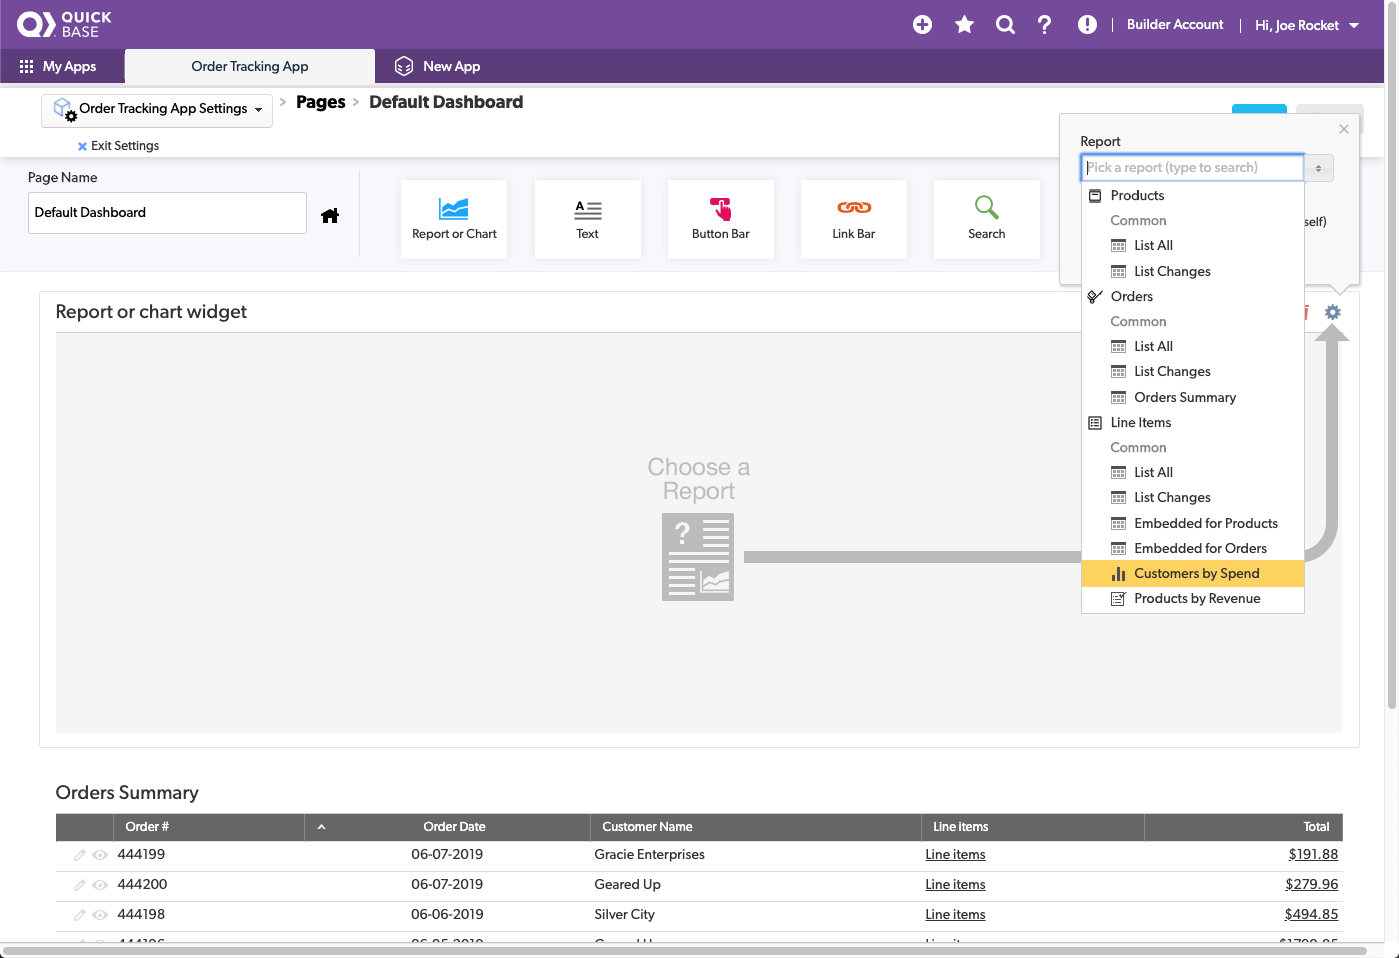 QUICK
BASE
Builder Account
Hi, Joe Rocket
My Apps
Order Tracking App
New App
Order Tracking App Settings
> Pages > Default Dashboard
Exit Settings
Page Name
Default Dashboard
Report or Chart
Text
Button Bar
Link Bar
Search
Report
Pick a report (type to search)
Products
Common
List All
List Changes
Orders
Common
List All
List Changes
Orders Summary
Line Items
Common
List All
List Changes
Embedded for Products
Embedded for Orders
Customers by Spend
Products by Revenue
self)
Report or chart widget
Choose a
Report
?
Orders Summary
Order # Order Date Customer Name Line items Total
444199 06-07-2019 Gracie Enterprises Line items $191.88
444200 06-07-2019 Geared Up Line items $279.96
444198 06-06-2019 Silver City Line items $494.85